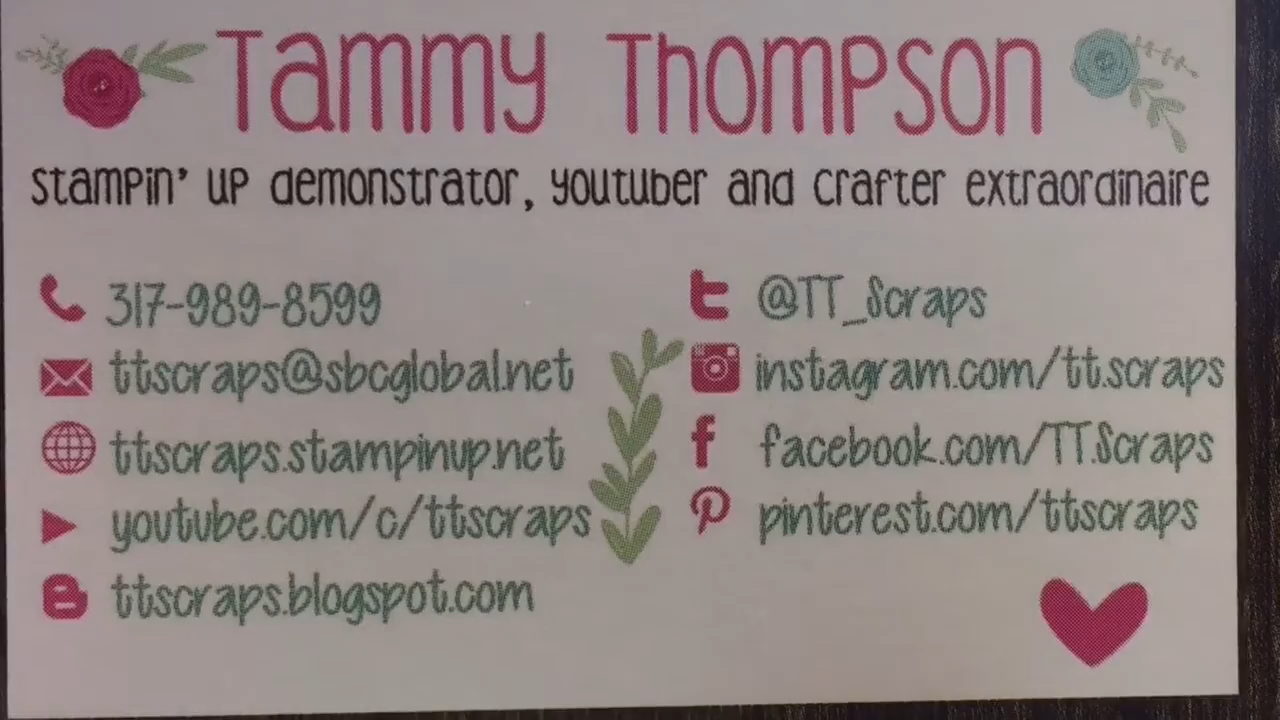 Tammy Thompson
stampin' up demonstrator, youtuber and crafter extraordinaire
317-989-8599
ttscraps@sbcglobal.net
ttscraps.stampinup.net
youtube.com/c/ttscraps
ttscraps.blogspot.com
@TT_Scraps
instagram.com/tt.scraps
facebook.com/TT.Scraps
pinterest.com/ttscraps